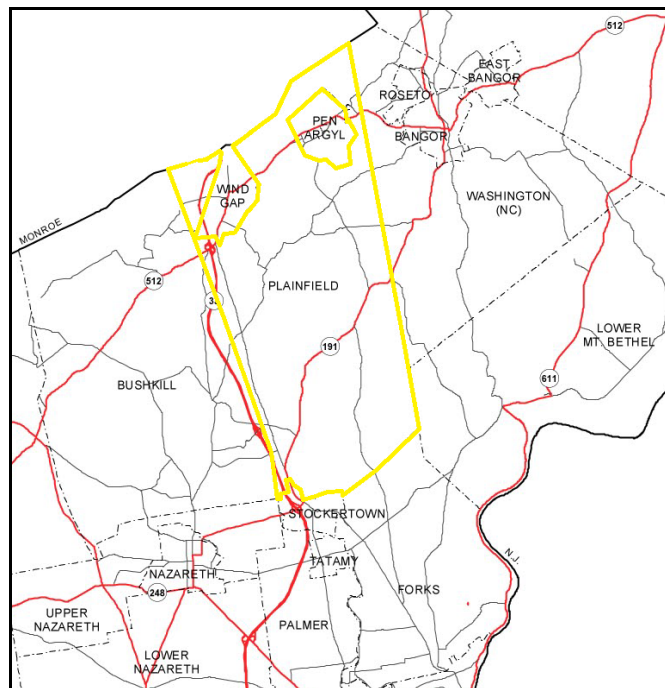 512
EAST
BANGOR
ROSETO
PEN
ARGYL
BANGOR
WIND
GAP
WASHINGTON
(NC)
MONROE
512
PLAINFIELD
LOWER
MT. BETHEL
191
BUSHKILL
611
STOCKERTOWN
N J
TATAMY
NAZARETH
248
FORKS
UPPER
NAZARETH
PALMER
LOWER
NAZARETH